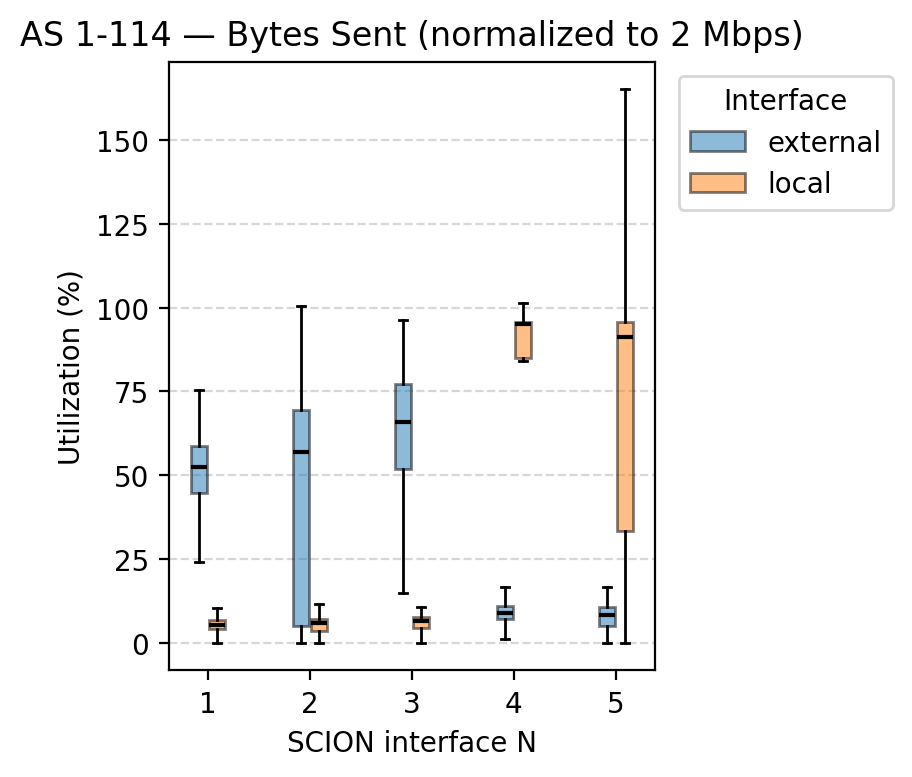 AS 1-114 — Bytes Sent (normalized to 2 Mbps)
Interface
external
local
Utilization (%)
150
125
100
75
50
25
0
1 2 3 4 5
SCION interface N